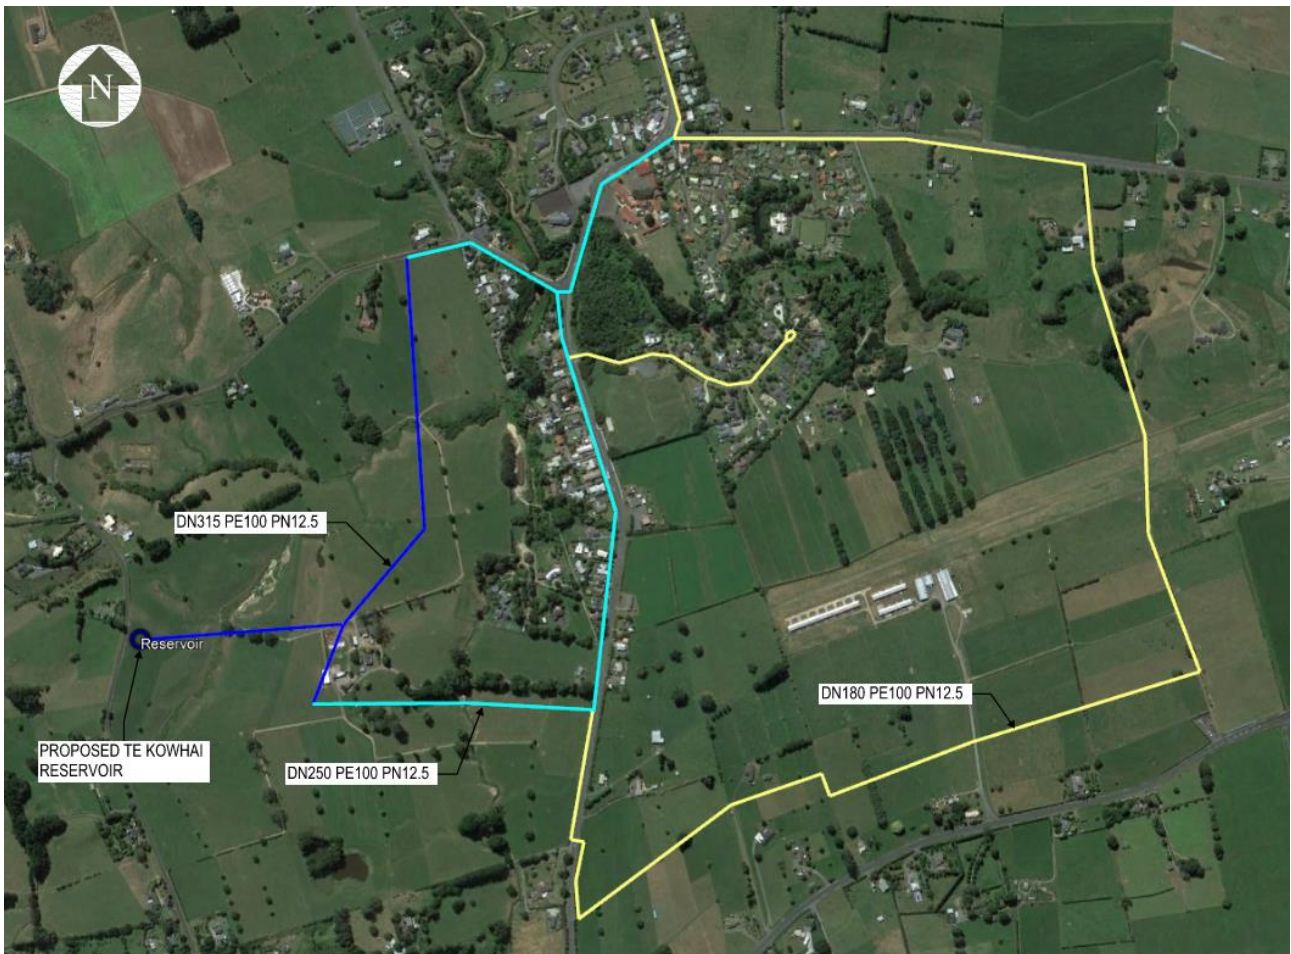 N
DN315 PE100 PN12.5
Reservoir
DN180 PE100 PN12.5
PROPOSED TE KOWHAI
RESERVOIR
DN250 PE100 PN12.5